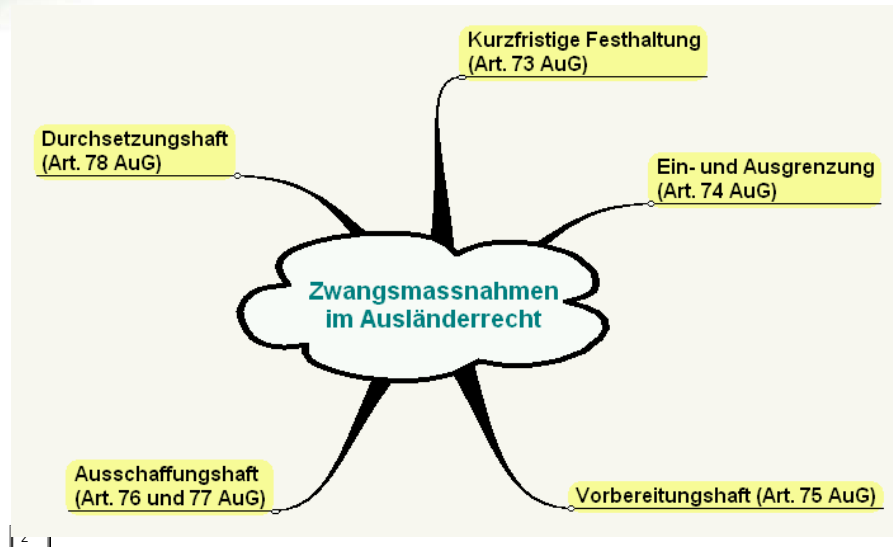 Kurzfristige Festhaltung
(Art. 73 AuG)
Durchsetzungshaft
(Art. 78 AuG)
Ein- und Ausgrenzung
(Art. 74 AuG)
Zwangsmassnahmen
im Ausländerrecht
Ausschaffungshaft
(Art. 76 und 77 AuG)
Vorbereitungshaft (Art. 75 AuG)